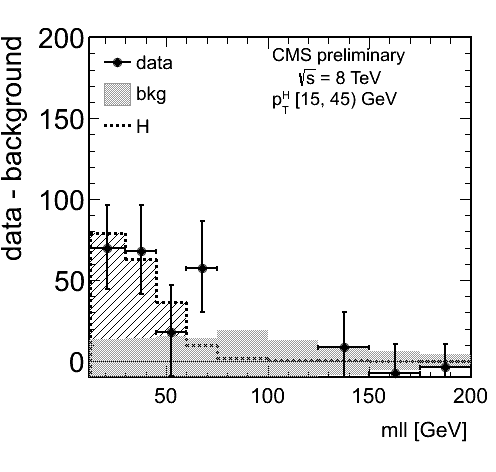 data - background
200
150
100
50
0
data
bkg
H
CMS preliminary
√s = 8 TeV
p_T^H [15, 45) GeV
50
100
150
200
mll [GeV]